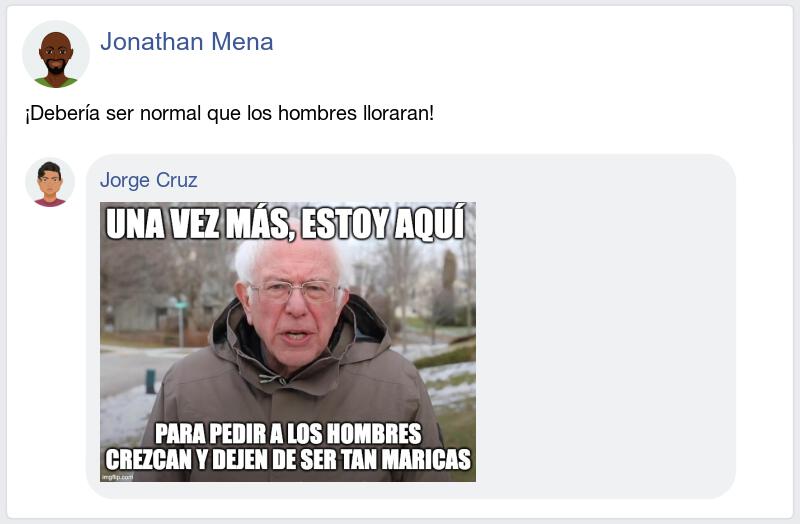 Jonathan Mena
¡Debería ser normal que los hombres lloraran!
Jorge Cruz
UNA VEZ MÁS, ESTOY AQUÍ
PARA PEDIR A LOS HOMBRES
CREZCAN Y DEJEN DE SER TAN MARICAS
imgflip.com